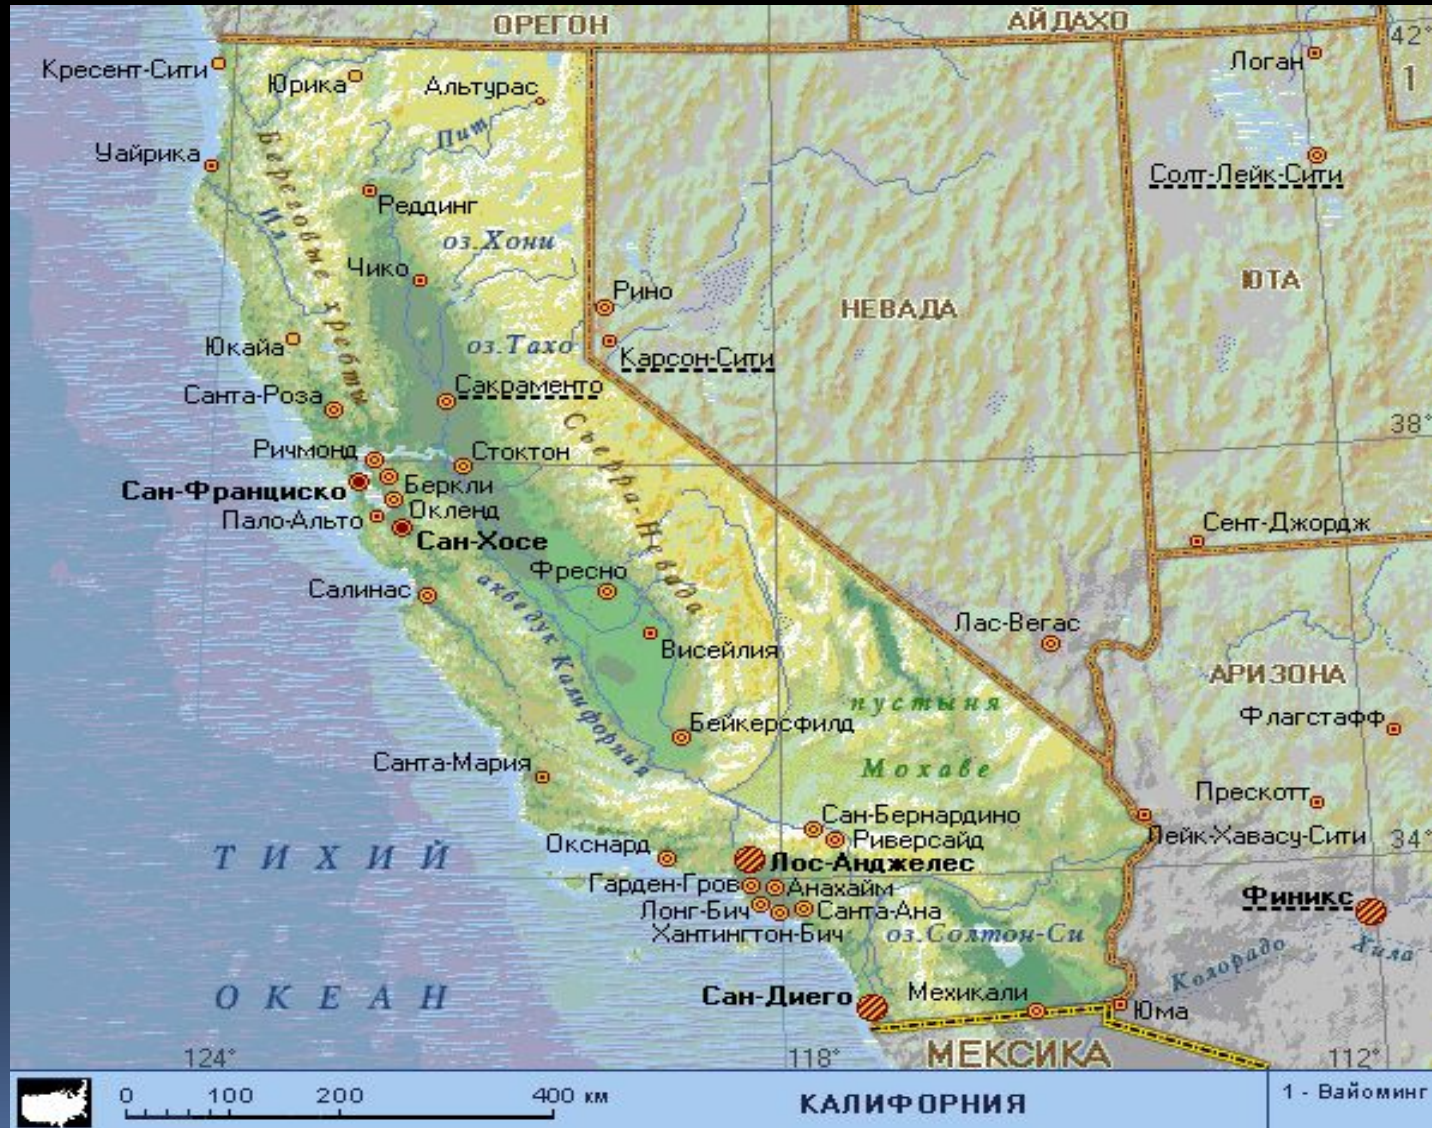 ОРЕГОН
АЙДАХО
42°
Кресент-Сити
Юрика
Альтурас
Логан
1
Пит
Уайрика
Береговые хребты
Солт-Лейк-Сити
Реддинг
Ил
оз.Хони
Чико
ЮТА
Рино
НЕВАДА
Юкайа
оз.Тахо
Карсон-Сити
Санта-Роза
Сакраменто
Сьерра-Невада
38°
Ричмонд
Стоктон
Сан-Франциско
Беркли
Окленд
Пало-Альто
Сан-Хосе
Сент-Джордж
Фресно
Салинас
акведук Калифорния
Лас-Вегас
Висейлия
АРИЗОНА
пустыня
Мохаве
Флагстафф
Бейкерсфилд
Санта-Мария
Прескотт
Сан-Бернардино
Риверсайд
Лейк-Хавасу-Сити
34°
ТИХИЙ
Окснард
Лос-Анджелес
Гарден-Гров
Анахайм
Финикс
Лонг-Бич
Санта-Ана
Хантингтон-Бич
оз.Солтон-Си
Колорадо
Хила
ОКЕАН
Сан-Диего
Мехикали
Юма
124°
118°
МЕКСИКА
112°
0 100 200 400 км
КАЛИФОРНИЯ
1 - Вайоминг